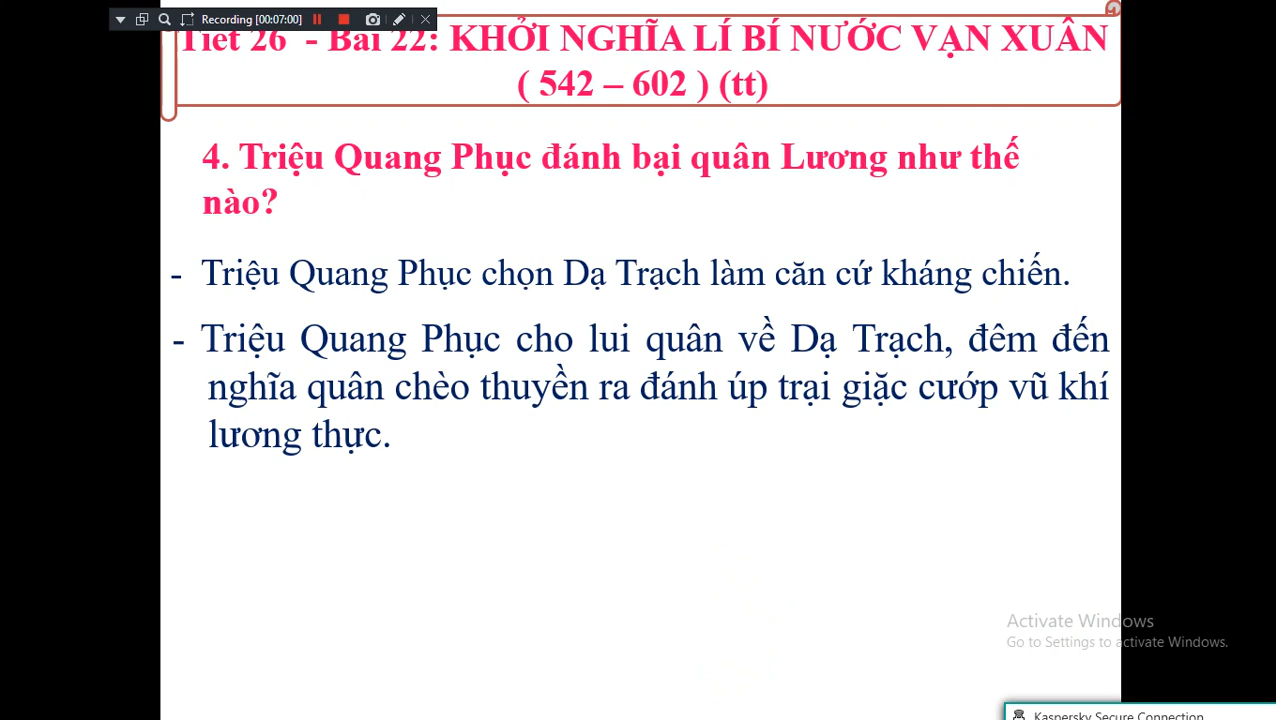 Recording [00:07:00]
Tiết 26 - Bài 22: KHỞI NGHĨA LÍ BÍ NƯỚC VẠN XUÂN
( 542 – 602 ) (tt)
4. Triệu Quang Phục đánh bại quân Lương như thế
nào?
- Triệu Quang Phục chọn Dạ Trạch làm căn cứ kháng chiến.
- Triệu Quang Phục cho lui quân về Dạ Trạch, đêm đến
nghĩa quân chèo thuyền ra đánh úp trại giặc cướp vũ khí
lương thực.
Activate Windows
Go to Settings to activate Windows.
Kaspersky Secure Connection